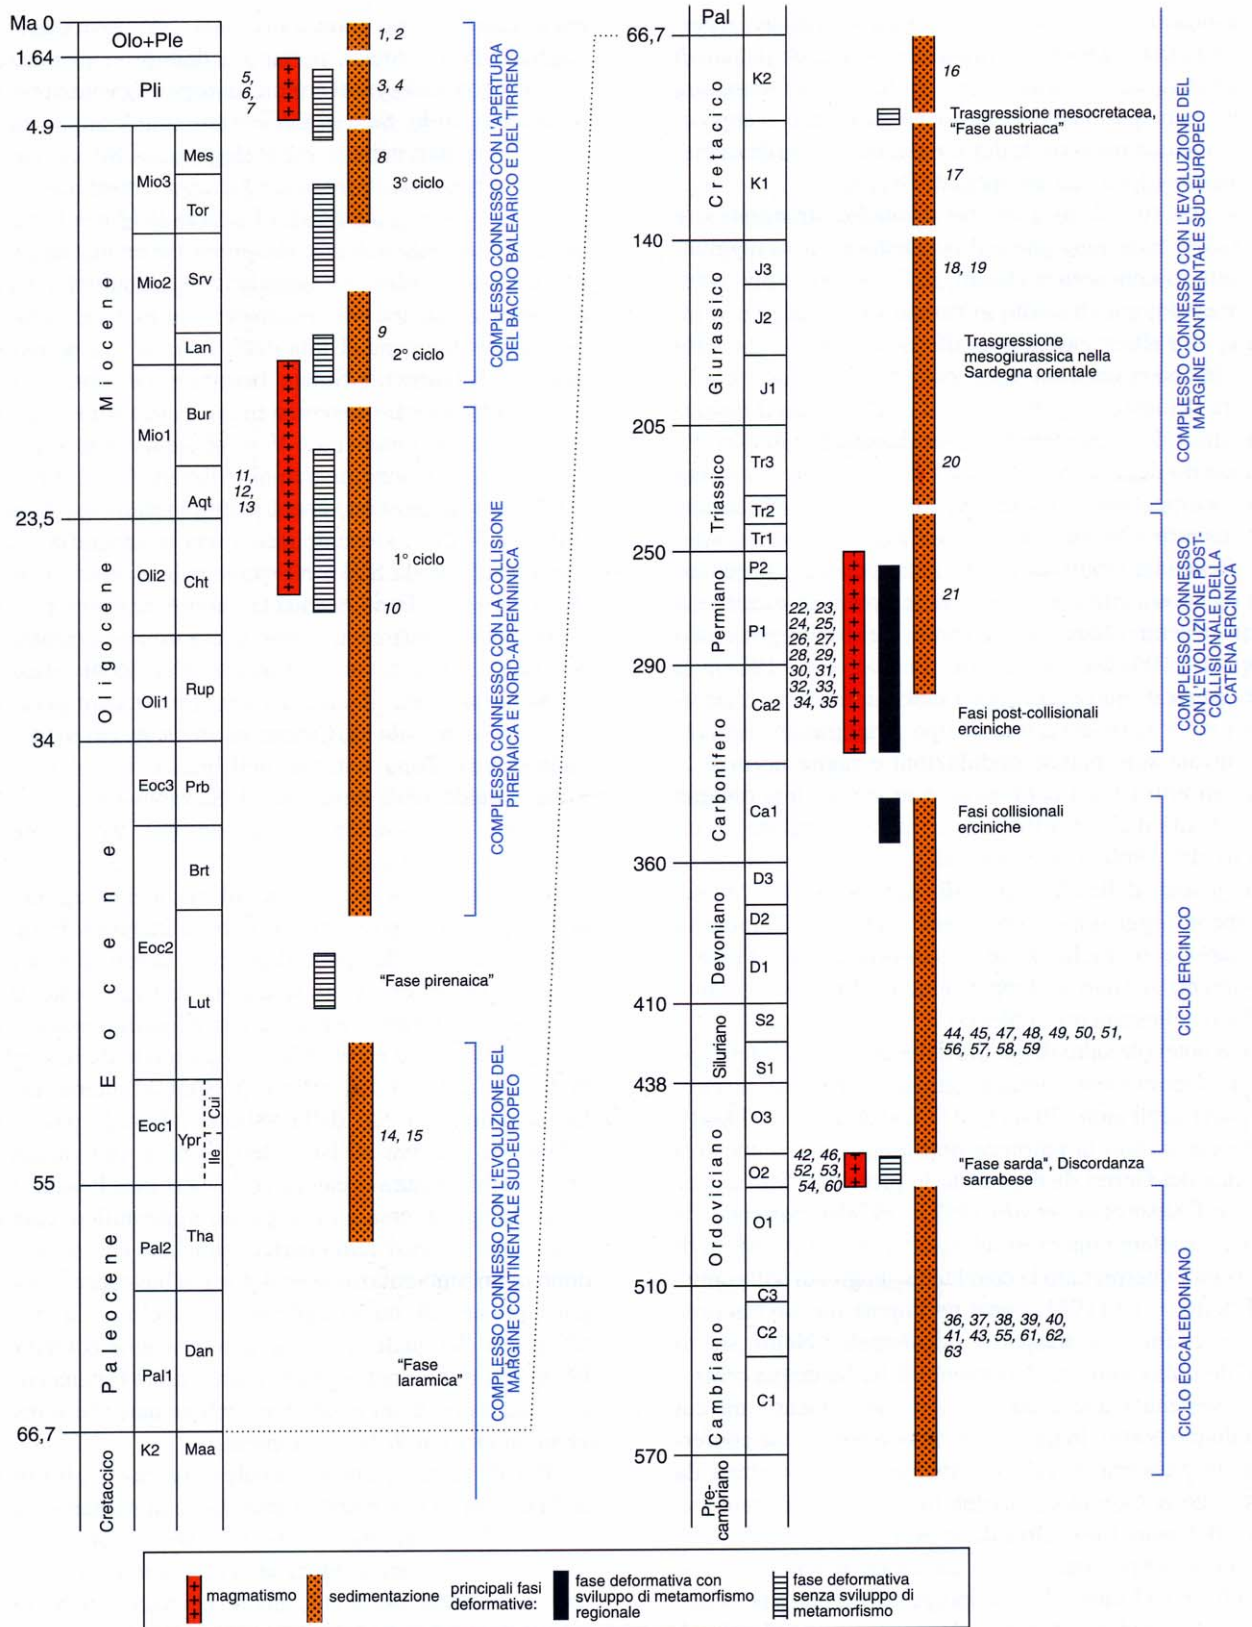 Ma 0
Olo+Ple
1.64
Pli
4.9
5,
6,
7
1, 2
3, 4
Mes
Mio3
Tor
Srv
Mio2
Lan
Bur
Mio1
Aqt
Miocene
8
3° ciclo
9
2° ciclo
11,
12,
13
COMPLESSO CONNESSO CON L'APERTURA
DEL BACINO BALEARICO E DEL TIRRENO
23,5
Oli2
Cht
Rup
Oli1
Oligocene
1° ciclo
10
COMPLESSO CONNESSO CON LA COLLISIONE
PIRENAICA E NORD-APPENNINICA
34
Eoc3
Prb
Brt
Eoc2
Lut
Eocene
"Fase pirenaica"
Eoc1
Ypr
Cui
Ile
14, 15
55
Tha
Pal2
Dan
Pal1
Paleocene
"Fase
laramica"
COMPLESSO CONNESSO CON L'EVOLUZIONE DEL
MARGINE CONTINENTALE SUD-EUROPEO
66,7
K2
Maa
Cretaccico
Pal
66,7
K2
16
Trasgressione mesocretacea,
"Fase austriaca"
K1
17
Cretacico
140
J3
18, 19
J2
Trasgressione
mesogiurassica nella
Sardegna orientale
J1
Giurassico
COMPLESSO CONNESSO CON L'EVOLUZIONE DEL
MARGINE CONTINENTALE SUD-EUROPEO
205
Tr3
20
Tr2
Tr1
Triassico
250
P2
21
P1
Permiano
22, 23,
24, 25,
26, 27,
28, 29,
30, 31,
32, 33,
34, 35
290
Ca2
Fasi post-collisionali
erciniche
COMPLESSO CONNESSO
CON L'EVOLUZIONE POST-
COLLISIONALE DELLA
CATENA ERCINICA
Ca1
Carbonifero
Fasi collisionali
erciniche
360
D3
D2
D1
Devoniano
410
S2
S1
Siluriano
44, 45, 47, 48, 49, 50, 51,
56, 57, 58, 59
CICLO ERCINICO
438
O3
O2
42, 46,
52, 53,
54, 60
"Fase sarda", Discordanza
sarrabese
O1
Ordoviciano
510
C3
C2
36, 37, 38, 39, 40,
41, 43, 55, 61, 62,
63
C1
Cambriano
CICLO EOCALEDONIANO
570
Pre-
cambriano
magmatismo
sedimentazione
principali fasi
deformative:
fase deformativa con
sviluppo di metamorfismo
regionale
fase deformativa
senza sviluppo di
metamorfismo